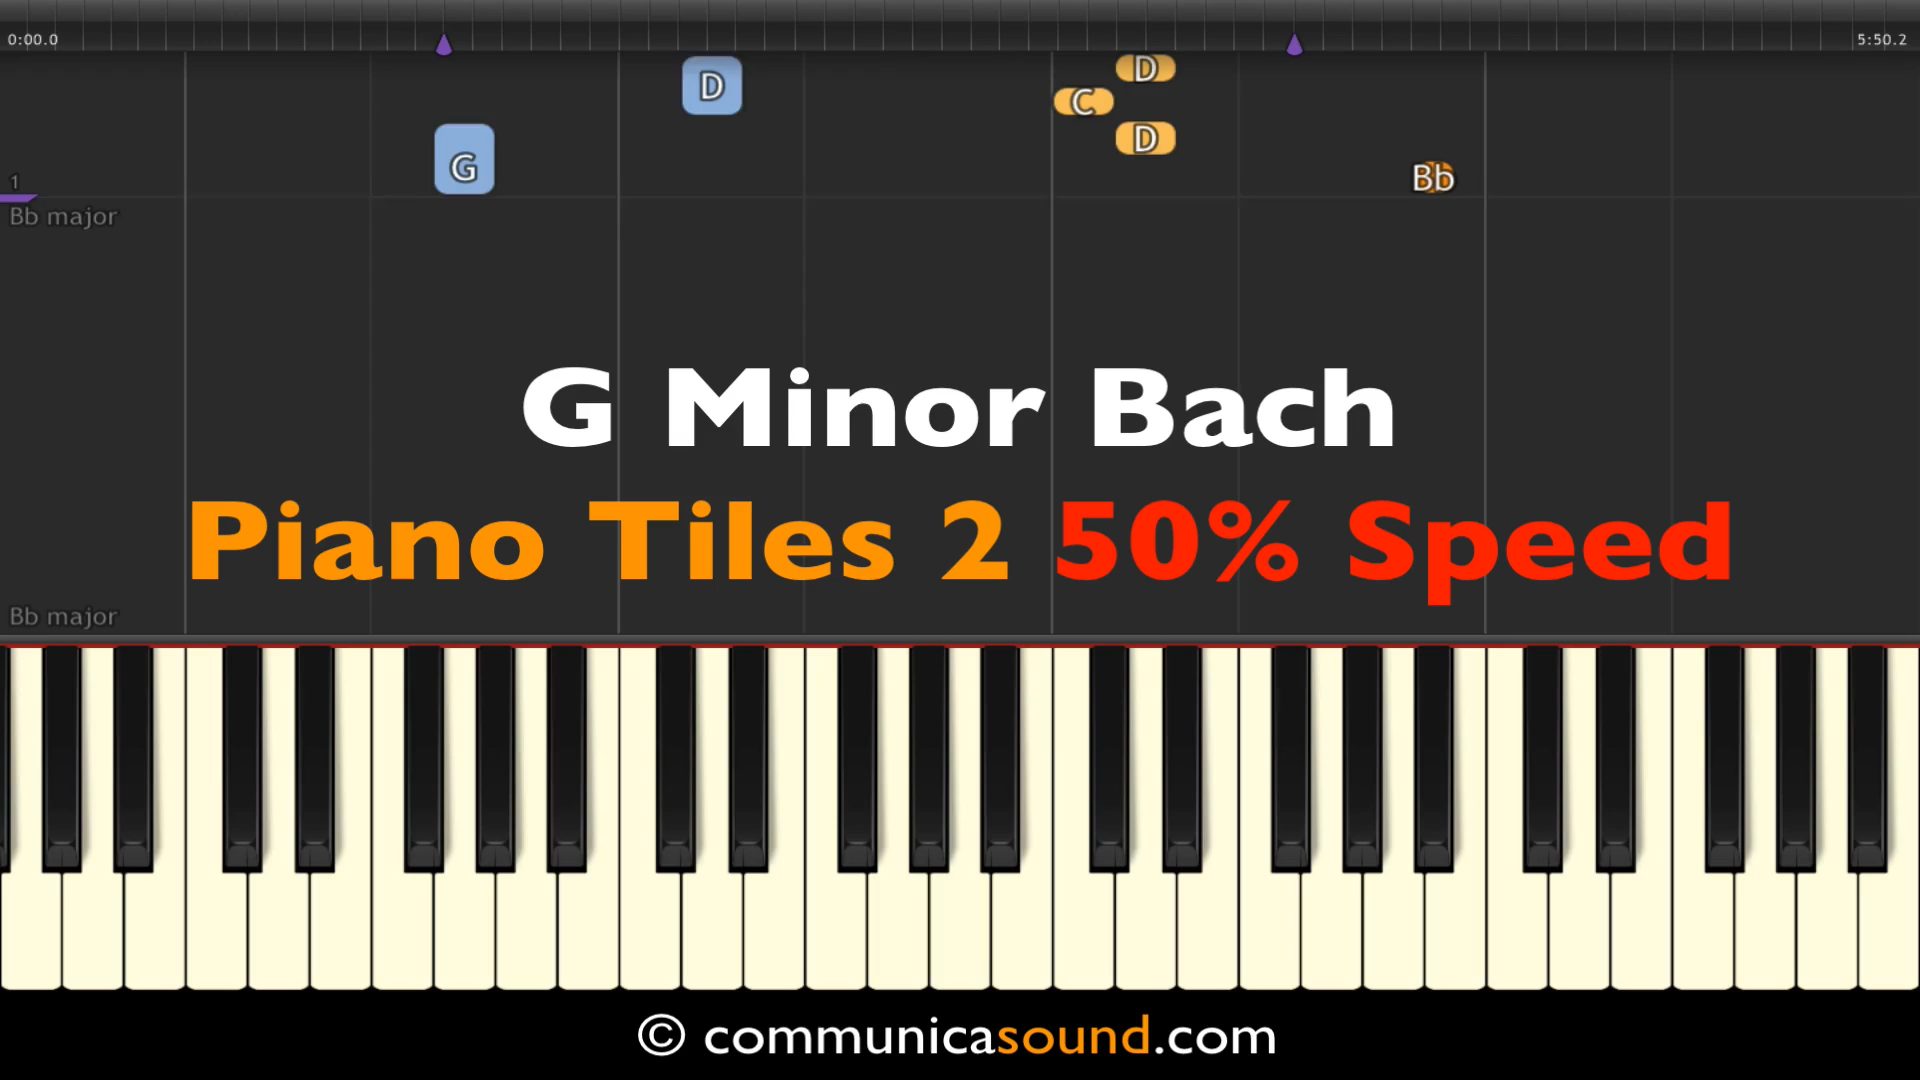 0:00.0
5:50.2
D
D
C
D
G
Bb
1
Bb major
G Minor Bach
Piano Tiles 2 50% Speed
Bb major
© communicasound.com